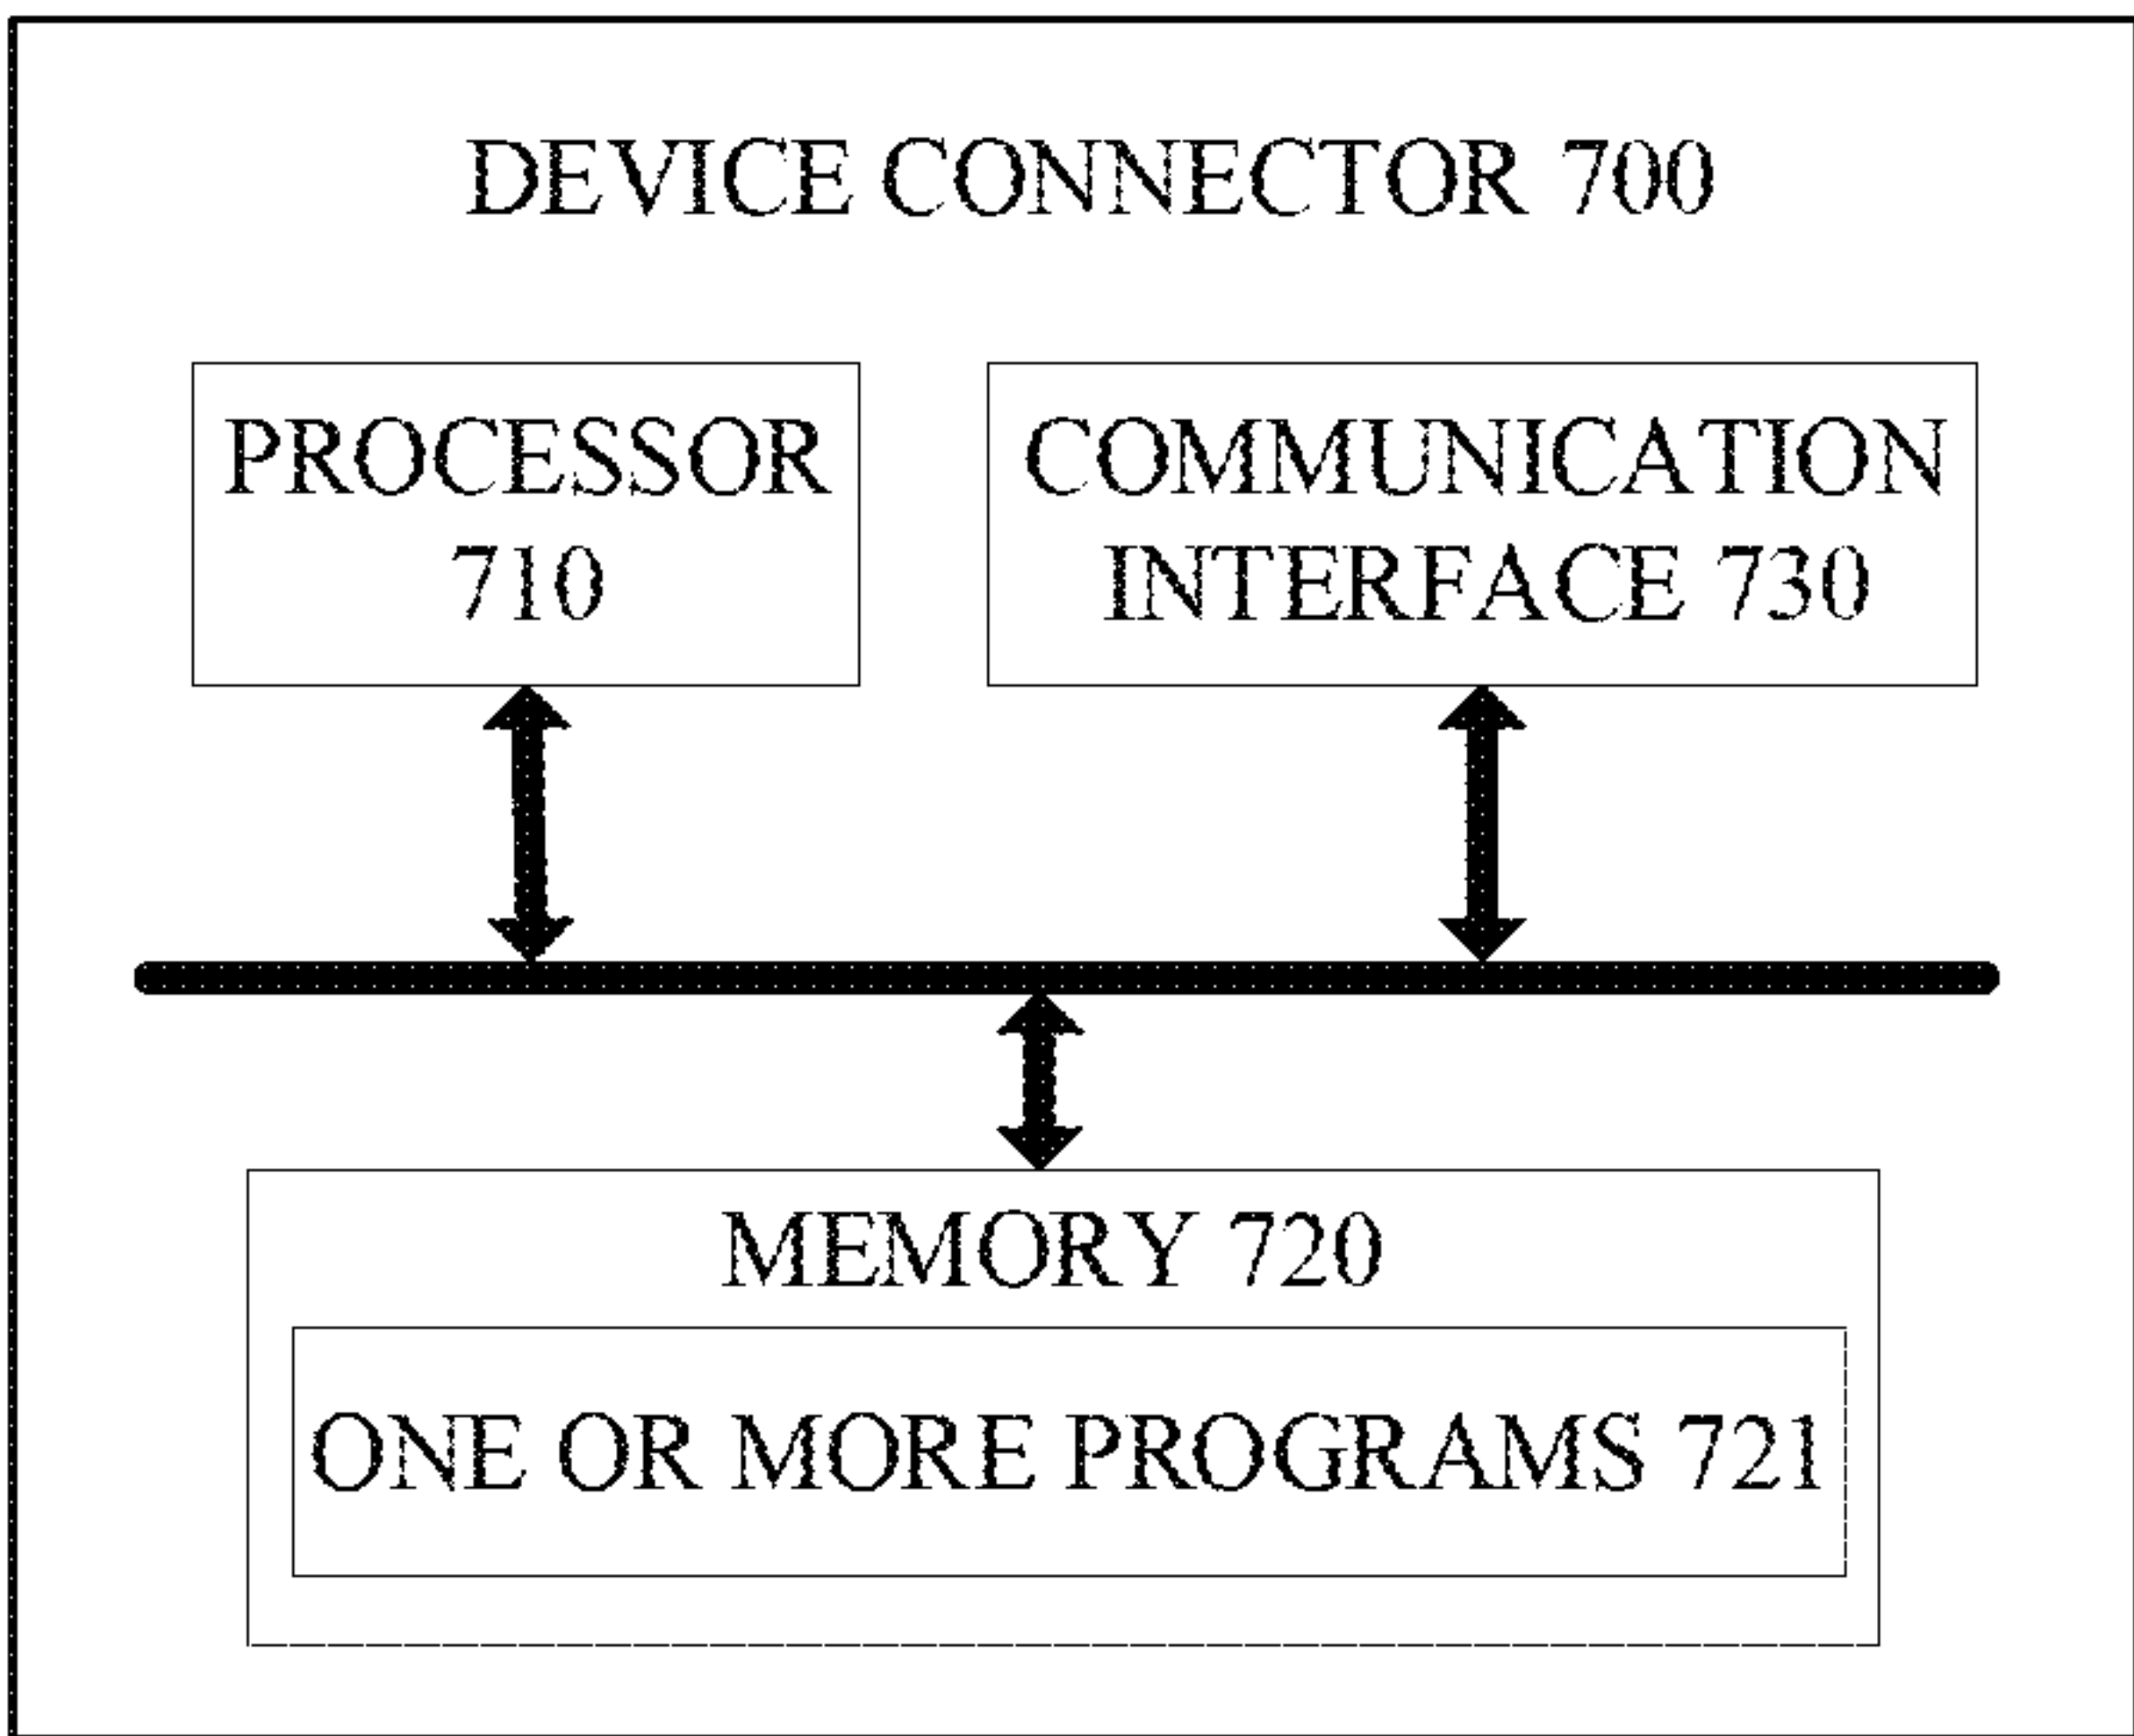 DEVICE CONNECTOR 700
PROCESSOR
710
COMMUNICATION
INTERFACE 730
MEMORY 720
ONE OR MORE PROGRAMS 721